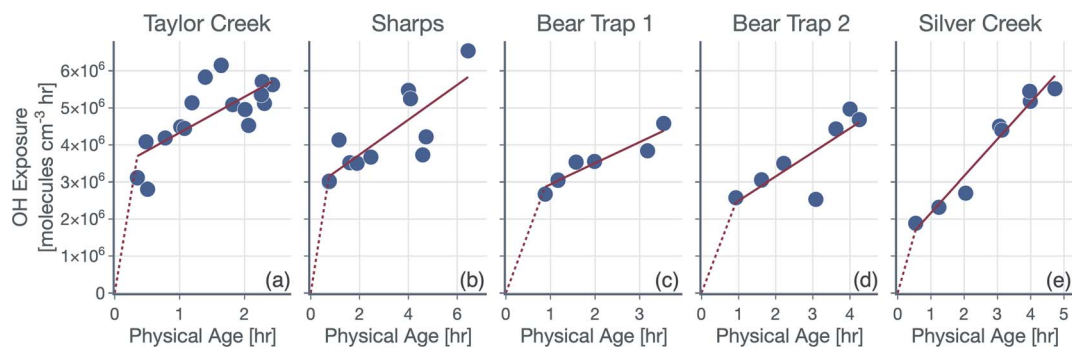 Taylor Creek
Sharps
Bear Trap 1
Bear Trap 2
Silver Creek
OH Exposure
[molecules cm⁻³ hr]
6×10⁶
5×10⁶
4×10⁶
3×10⁶
2×10⁶
1×10⁶
0
(a)
(b)
(c)
(d)
(e)
0 1 2
0 2 4 6
0 1 2 3
0 1 2 3 4
0 1 2 3 4 5
Physical Age [hr]
Physical Age [hr]
Physical Age [hr]
Physical Age [hr]
Physical Age [hr]